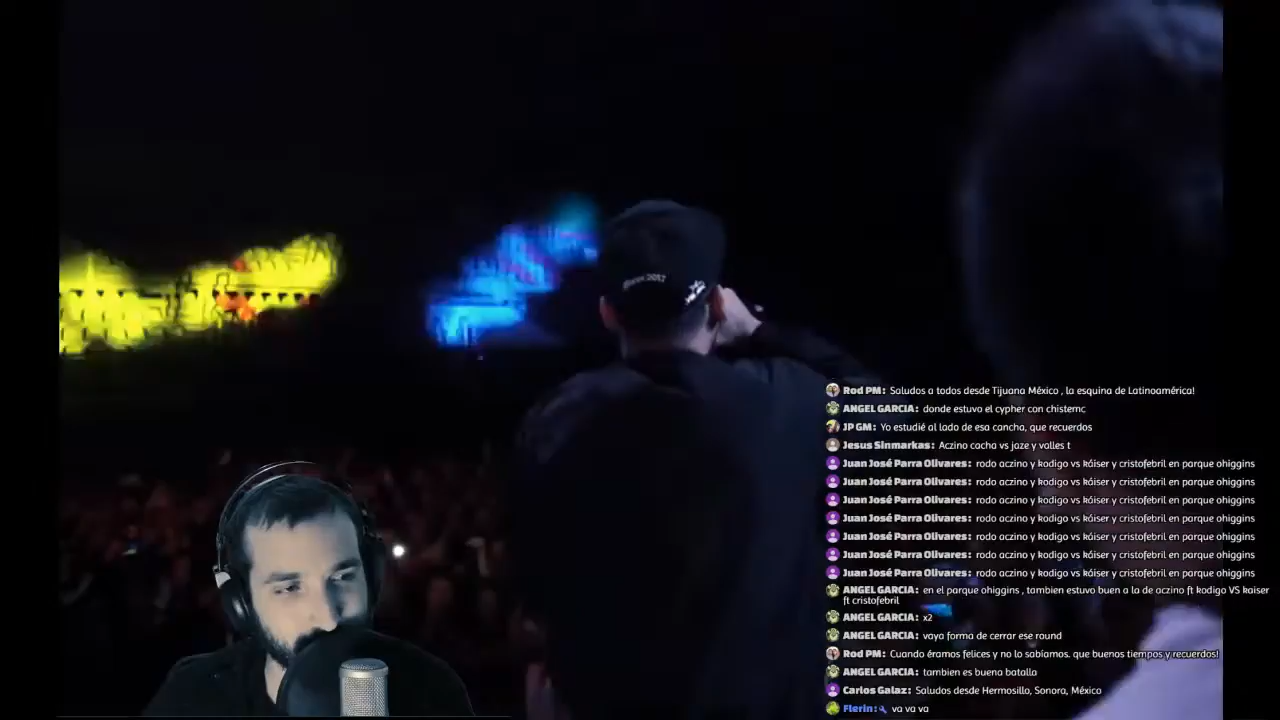 Rod PM: Saludos a todos desde Tijuana México , la esquina de Latinoamérica!
ANGEL GARCIA: donde estuvo el cypher con chistemc
JP GM: Yo estudié al lado de esa cancha, que recuerdos
Jesus Sinmarkas: Aczino cacha vs jaze y valles t
Juan José Parra Olivares: rodo aczino y kodigo vs káiser y cristofebril en parque ohiggins
Juan José Parra Olivares: rodo aczino y kodigo vs káiser y cristofebril en parque ohiggins
Juan José Parra Olivares: rodo aczino y kodigo vs káiser y cristofebril en parque ohiggins
Juan José Parra Olivares: rodo aczino y kodigo vs káiser y cristofebril en parque ohiggins
Juan José Parra Olivares: rodo aczino y kodigo vs káiser y cristofebril en parque ohiggins
Juan José Parra Olivares: rodo aczino y kodigo vs káiser y cristofebril en parque ohiggins
Juan José Parra Olivares: rodo aczino y kodigo vs káiser y cristofebril en parque ohiggins
ANGEL GARCIA: en el parque ohiggins , tambien estuvo buen a la de aczino ft kodigo VS kaiser
ft cristofebril
ANGEL GARCIA: x2
ANGEL GARCIA: vaya forma de cerrar ese round
Rod PM: Cuando éramos felices y no lo sabíamos. que buenos tiempos y recuerdos!
ANGEL GARCIA: tambien es buena batalla
Carlos Galaz: Saludos desde Hermosillo, Sonora, México
Flerin: va va va